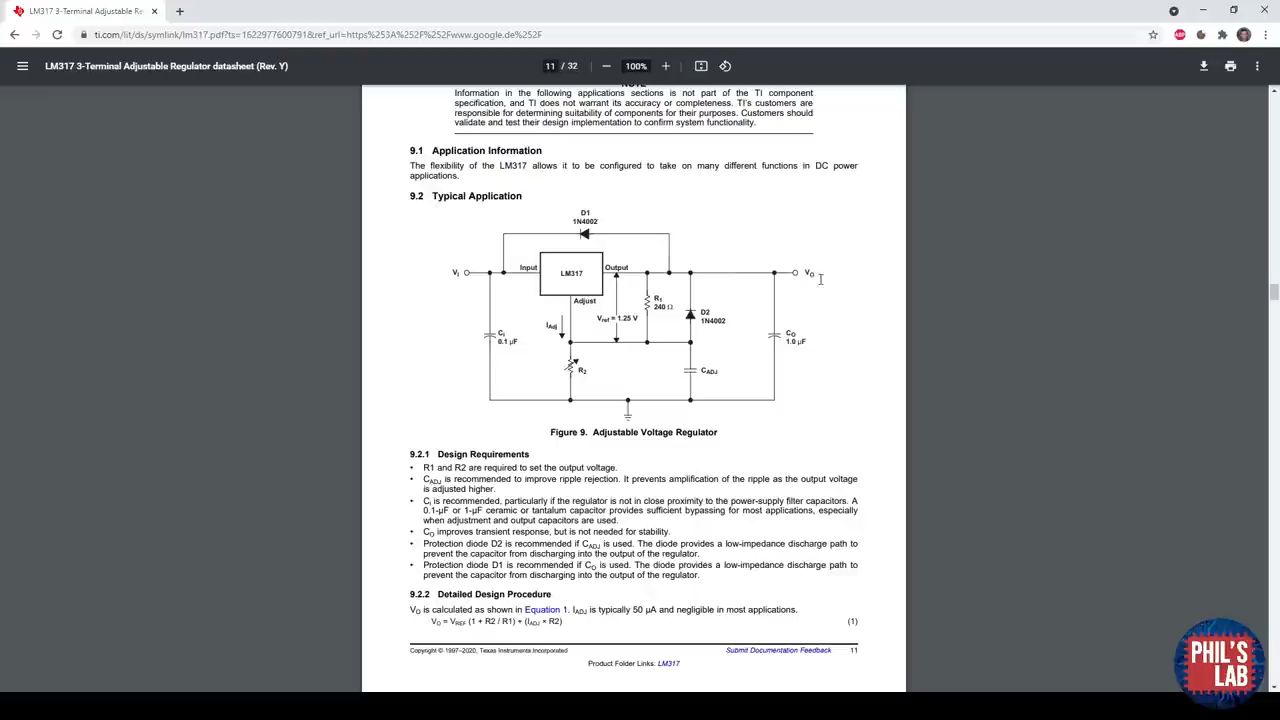 LM317 3-Terminal Adjustable Re
ti.com/lit/ds/symlink/lm317.pdf?ts=1622977600791&ref_url=https%253A%252F%252Fwww.google.de%252F
LM317 3-Terminal Adjustable Regulator datasheet (Rev. Y)
11 / 32
100%
NOTE
Information in the following applications sections is not part of the TI component
specification, and TI does not warrant its accuracy or completeness. TI's customers are
responsible for determining suitability of components for their purposes. Customers should
validate and test their design implementation to confirm system functionality.
9.1 Application Information
The flexibility of the LM317 allows it to be configured to take on many different functions in DC power
applications.
9.2 Typical Application
D1
1N4002
VI
Input
LM317
Output
VO
Adjust
R1
240 Ω
IAdj
Vref = 1.25 V
D2
1N4002
Ci
0.1 µF
CO
1.0 µF
R2
CADJ
Figure 9. Adjustable Voltage Regulator
9.2.1 Design Requirements
• R1 and R2 are required to set the output voltage.
• CADJ is recommended to improve ripple rejection. It prevents amplification of the ripple as the output voltage
is adjusted higher.
• Ci is recommended, particularly if the regulator is not in close proximity to the power-supply filter capacitors. A
0.1-µF or 1-µF ceramic or tantalum capacitor provides sufficient bypassing for most applications, especially
when adjustment and output capacitors are used.
• CO improves transient response, but is not needed for stability.
• Protection diode D2 is recommended if CADJ is used. The diode provides a low-impedance discharge path to
prevent the capacitor from discharging into the output of the regulator.
• Protection diode D1 is recommended if CO is used. The diode provides a low-impedance discharge path to
prevent the capacitor from discharging into the output of the regulator.
9.2.2 Detailed Design Procedure
VO is calculated as shown in Equation 1. IADJ is typically 50 µA and negligible in most applications.
VO = VREF (1 + R2 / R1) + (IADJ × R2) (1)
Copyright © 1997–2020, Texas Instruments Incorporated
Submit Documentation Feedback 11
Product Folder Links: LM317
ABP
PHIL'S
LAB